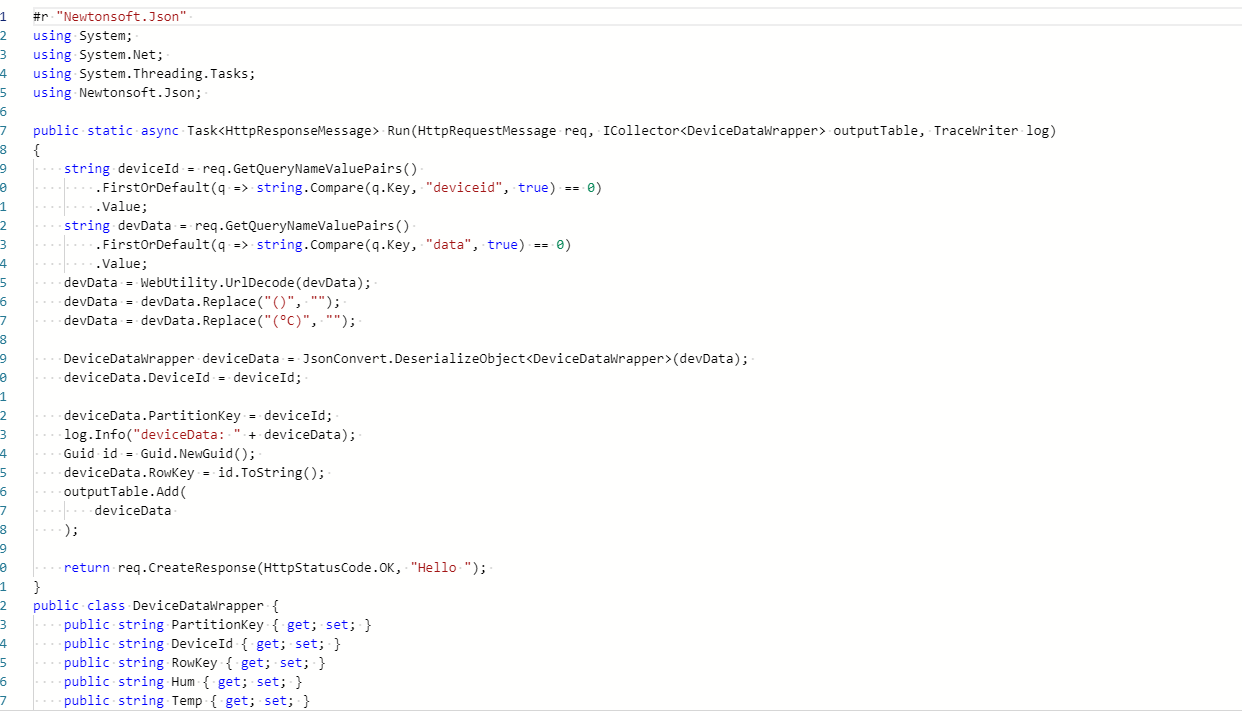 1 #r "Newtonsoft.Json"
2 using System;
3 using System.Net;
4 using System.Threading.Tasks;
5 using Newtonsoft.Json;
6
7 public static async Task<HttpResponseMessage> Run(HttpRequestMessage req, ICollector<DeviceDataWrapper> outputTable, TraceWriter log)
8 {
9     string deviceId = req.GetQueryNameValuePairs()
0         .FirstOrDefault(q => string.Compare(q.Key, "deviceid", true) == 0)
1         .Value;
2     string devData = req.GetQueryNameValuePairs()
3         .FirstOrDefault(q => string.Compare(q.Key, "data", true) == 0)
4         .Value;
5     devData = WebUtility.UrlDecode(devData);
6     devData = devData.Replace("()", "");
7     devData = devData.Replace("(°C)", "");
8
9     DeviceDataWrapper deviceData = JsonConvert.DeserializeObject<DeviceDataWrapper>(devData);
0     deviceData.DeviceId = deviceId;
1
2     deviceData.PartitionKey = deviceId;
3     log.Info("deviceData: " + deviceData);
4     Guid id = Guid.NewGuid();
5     deviceData.RowKey = id.ToString();
6     outputTable.Add(
7         deviceData
8     );
9
0     return req.CreateResponse(HttpStatusCode.OK, "Hello ");
1 }
2 public class DeviceDataWrapper {
3     public string PartitionKey { get; set; }
4     public string DeviceId { get; set; }
5     public string RowKey { get; set; }
6     public string Hum { get; set; }
7     public string Temp { get; set; }